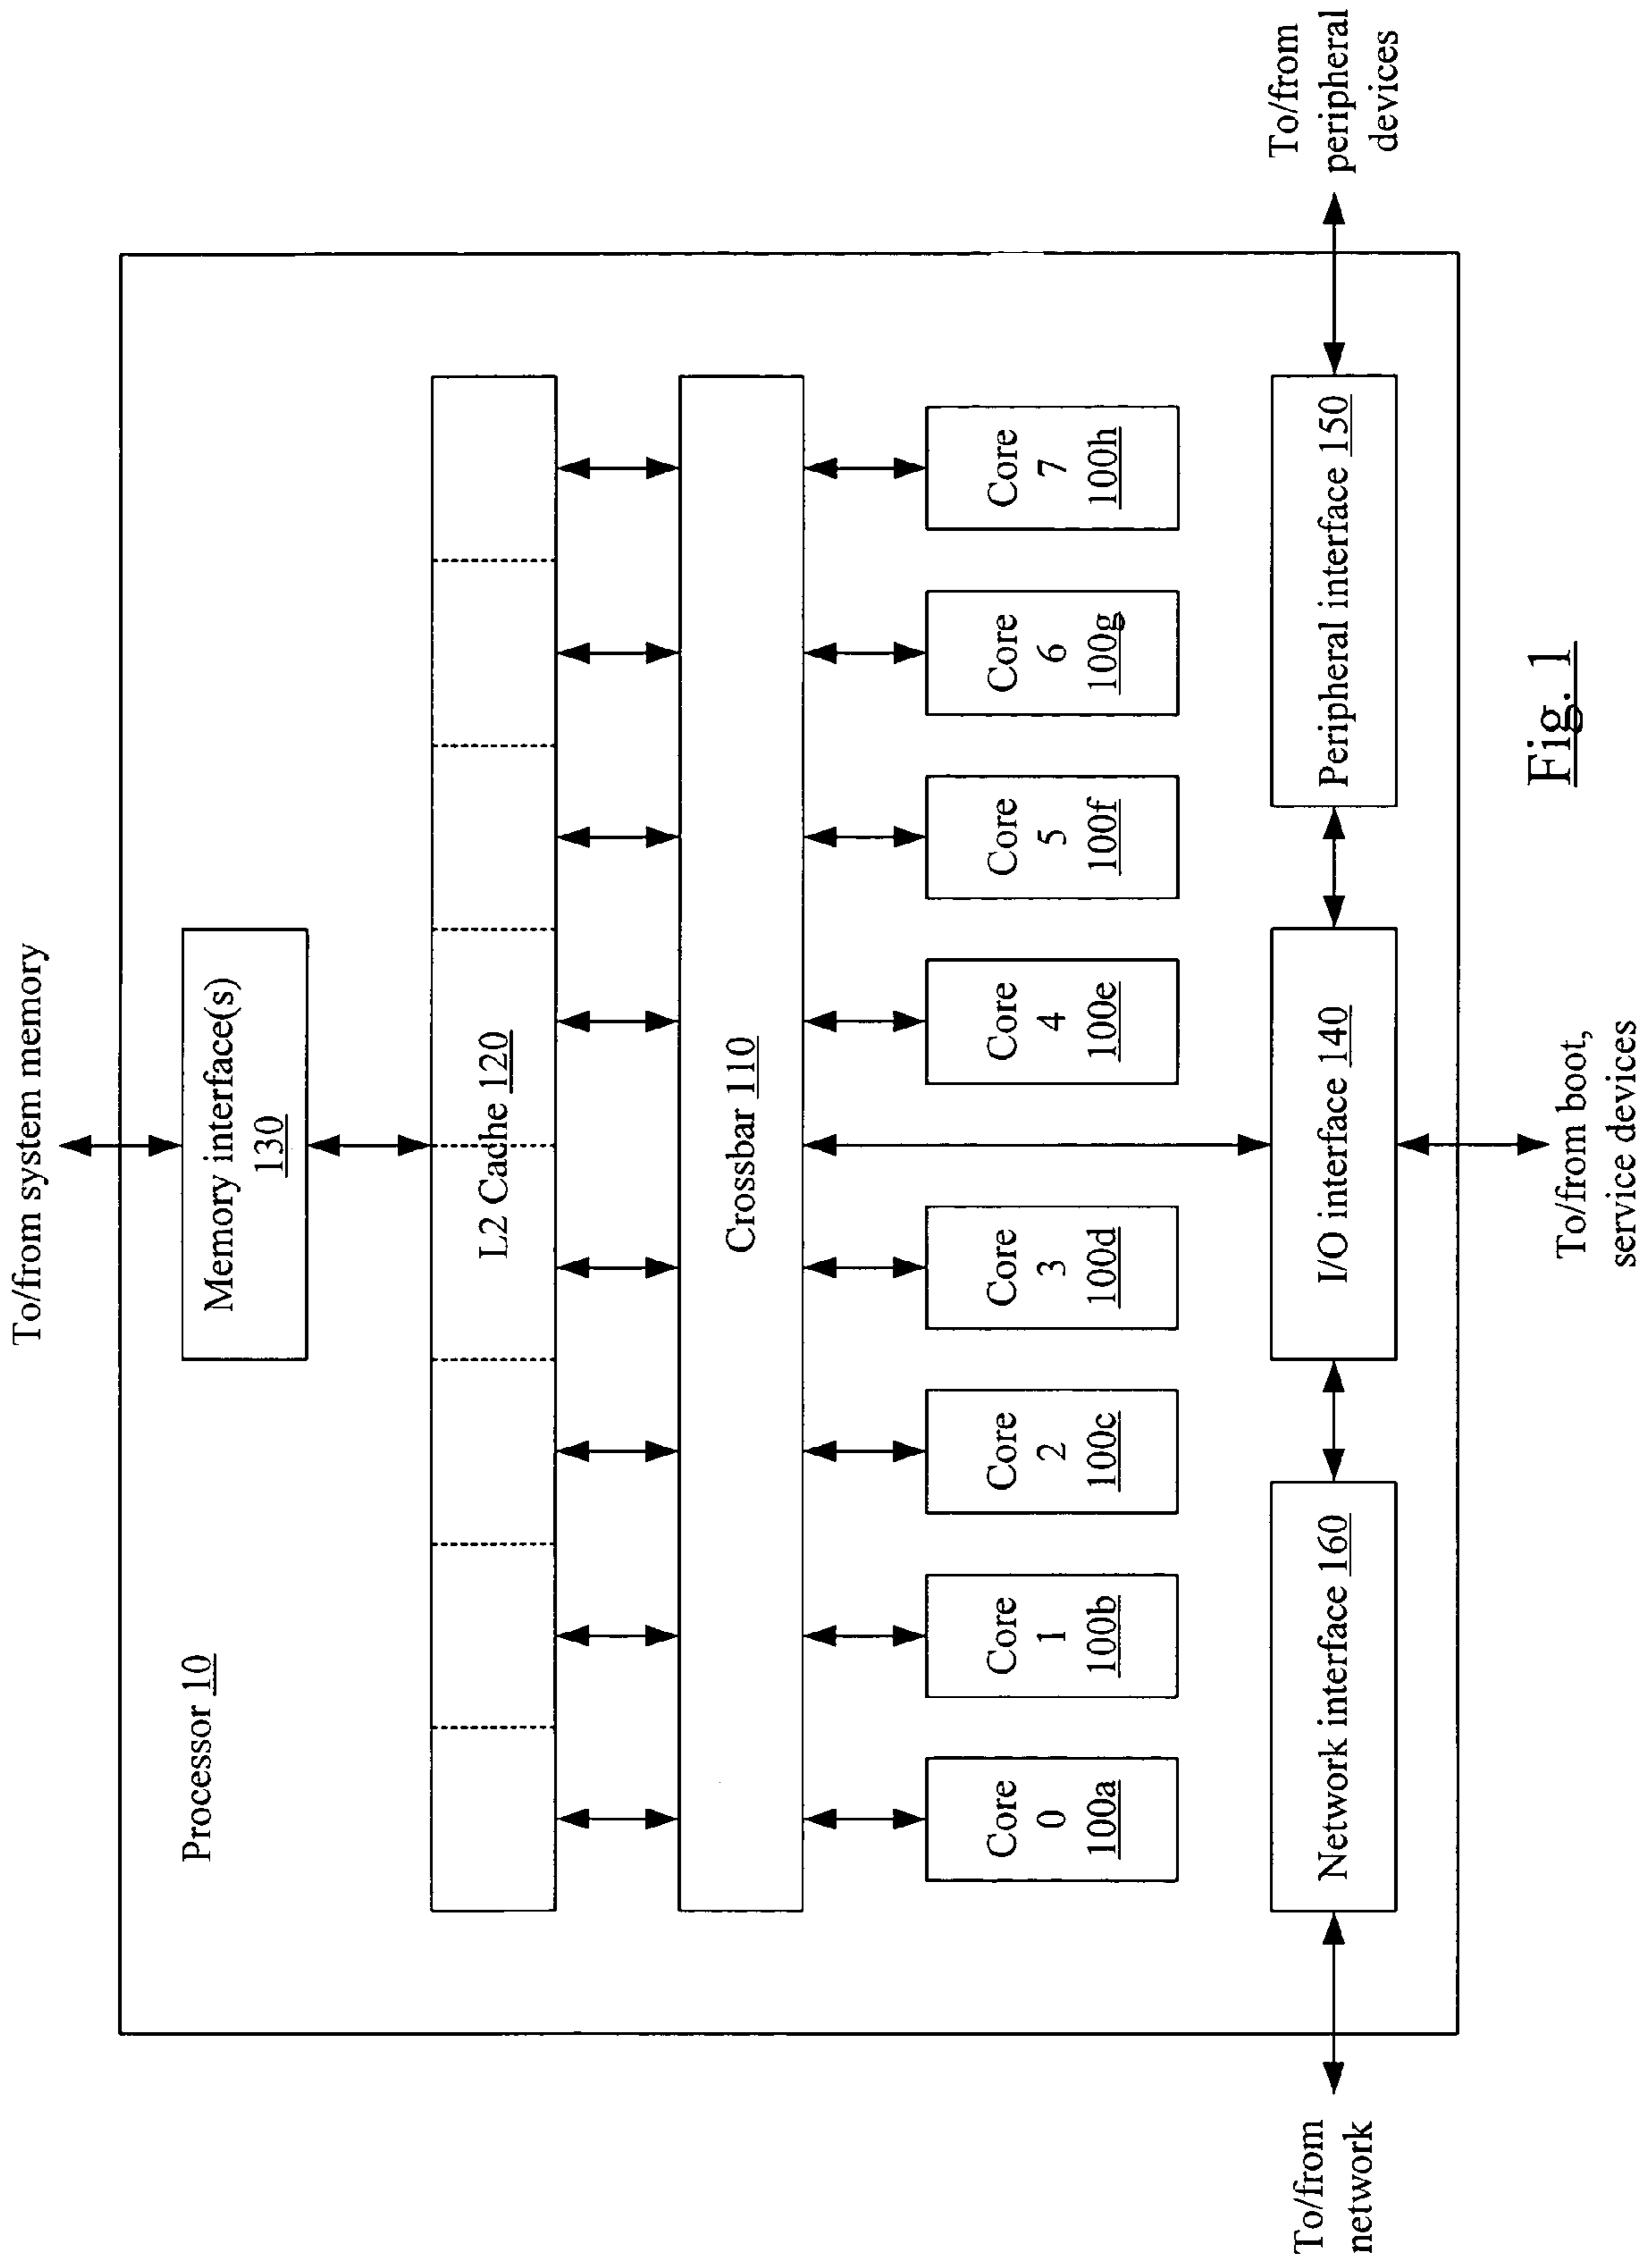 To/from system memory
Processor 10
Memory interface(s)
130
L2 Cache 120
Crossbar 110
Core
0
100a
Core
1
100b
Core
2
100c
Core
3
100d
Core
4
100e
Core
5
100f
Core
6
100g
Core
7
100h
To/from
network
Network interface 160
I/O interface 140
Peripheral interface 150
To/from
peripheral
devices
To/from boot,
service devices
Fig. 1